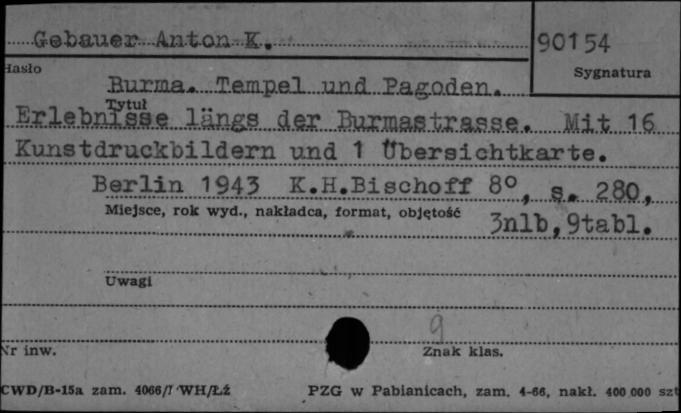 Gebauer Anton K.
90154
Hasło
Sygnatura
Burma. Tempel und Pagoden.
Tytuł
Erlebnisse längs der Burmastrasse. Mit 16
Kunstdruckbildern und 1 Übersichtkarte.
Berlin 1943 K.H.Bischoff 8°, s. 280,
Miejsce, rok wyd., nakładca, format, objętość
3nlb,9tabl.
Uwagi
9
Nr inw.
Znak klas.
CWD/B-15a zam. 4066/I WH/Łź
PZG w Pabianicach, zam. 4-66, nakł. 400 000 szt